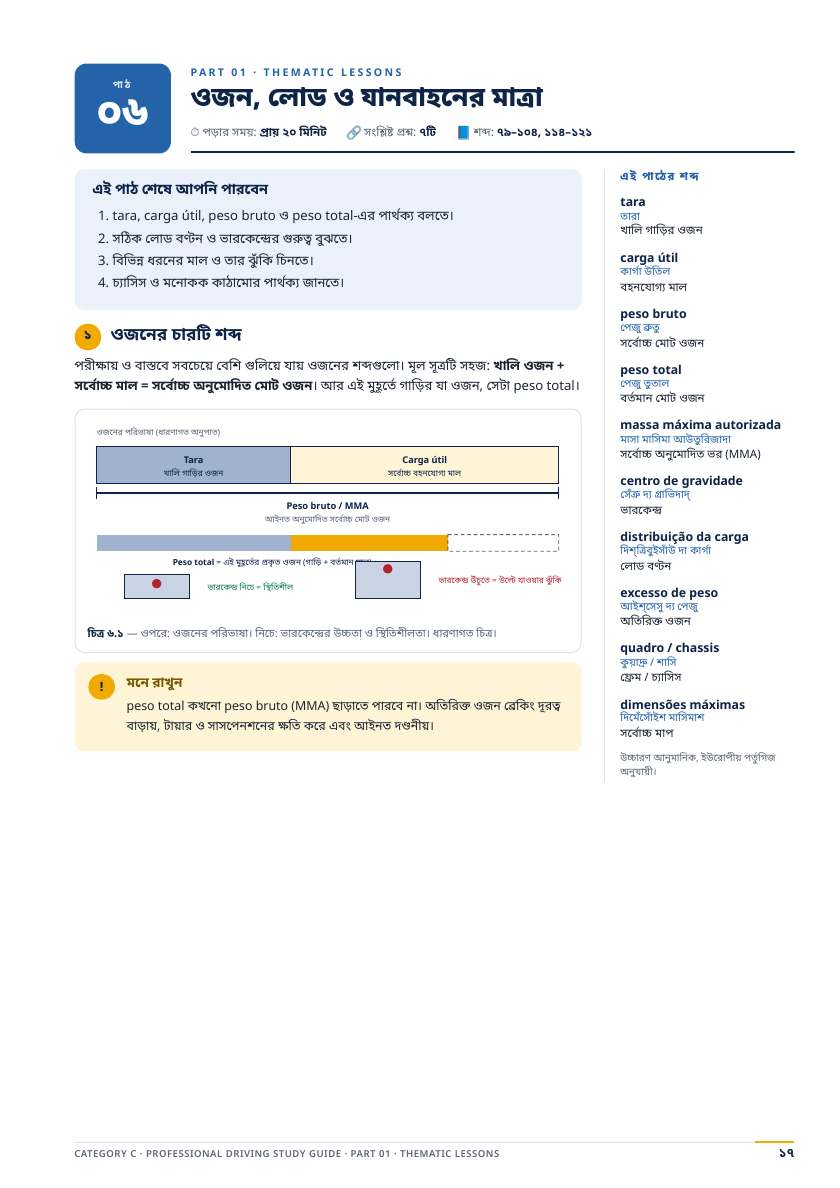 পাঠ
০৬
PART 01 · THEMATIC LESSONS
ওজন, লোড ও যানবাহনের মাত্রা
পড়ার সময়: প্রায় ২০ মিনিট সংশ্লিষ্ট প্রশ্ন: ৭টি শব্দ: ৭৯–১০৪, ১১৪–১২১
এই পাঠ শেষে আপনি পারবেন
1. tara, carga útil, peso bruto ও peso total-এর পার্থক্য বলতে।
2. সঠিক লোড বণ্টন ও ভারকেন্দ্রের গুরুত্ব বুঝতে।
3. বিভিন্ন ধরনের মাল ও তার ঝুঁকি চিনতে।
4. চ্যাসিস ও মনোকক কাঠামোর পার্থক্য জানতে।
১ ওজনের চারটি শব্দ
পরীক্ষায় ও বাস্তবে সবচেয়ে বেশি গুলিয়ে যায় ওজনের শব্দগুলো। মূল সূত্রটি সহজ: খালি ওজন +
সর্বোচ্চ মাল = সর্বোচ্চ অনুমোদিত মোট ওজন। আর এই মুহূর্তে গাড়ির যা ওজন, সেটা peso total।
ওজনের পরিভাষা (ধারণাগত অনুপাত)
Tara
খালি গাড়ির ওজন
Carga útil
সর্বোচ্চ বহনযোগ্য মাল
Peso bruto / MMA
আইনত অনুমোদিত সর্বোচ্চ মোট ওজন
Peso total = এই মুহূর্তের প্রকৃত ওজন (গাড়ি + বর্তমান
ভারকেন্দ্র নিচে = স্থিতিশীল
ভারকেন্দ্র উঁচুতে = উল্টে যাওয়ার ঝুঁকি
চিত্র ৬.১ — ওপরে: ওজনের পরিভাষা। নিচে: ভারকেন্দ্রের উচ্চতা ও স্থিতিশীলতা। ধারণাগত চিত্র।
! মনে রাখুন
peso total কখনো peso bruto (MMA) ছাড়াতে পারবে না। অতিরিক্ত ওজন ব্রেকিং দূরত্ব
বাড়ায়, টায়ার ও সাসপেনশনের ক্ষতি করে এবং আইনত দণ্ডনীয়।
এই পাঠের শব্দ
tara
তারা
খালি গাড়ির ওজন
carga útil
কার্গা উতিল
বহনযোগ্য মাল
peso bruto
পেজু ব্রুতু
সর্বোচ্চ মোট ওজন
peso total
পেজু তুতাল
বর্তমান মোট ওজন
massa máxima autorizada
মাসা মাসিমা আউতুরিজাদা
সর্বোচ্চ অনুমোদিত ভর (MMA)
centro de gravidade
সেঁত্রু দ্য গ্রাভিদাদ্
ভারকেন্দ্র
distribuição da carga
দিশ্ত্রিবুইসাঁউ দা কার্গা
লোড বণ্টন
excesso de peso
আইশ্সেসু দ্য পেজু
অতিরিক্ত ওজন
quadro / chassis
কুয়াদ্রু / শাসি
ফ্রেম / চ্যাসিস
dimensões máximas
দিমেঁসোঁইশ মাসিমাশ
সর্বোচ্চ মাপ
উচ্চারণ আনুমানিক, ইউরোপীয় পর্তুগিজ
অনুযায়ী।
CATEGORY C · PROFESSIONAL DRIVING STUDY GUIDE · PART 01 · THEMATIC LESSONS
১৭